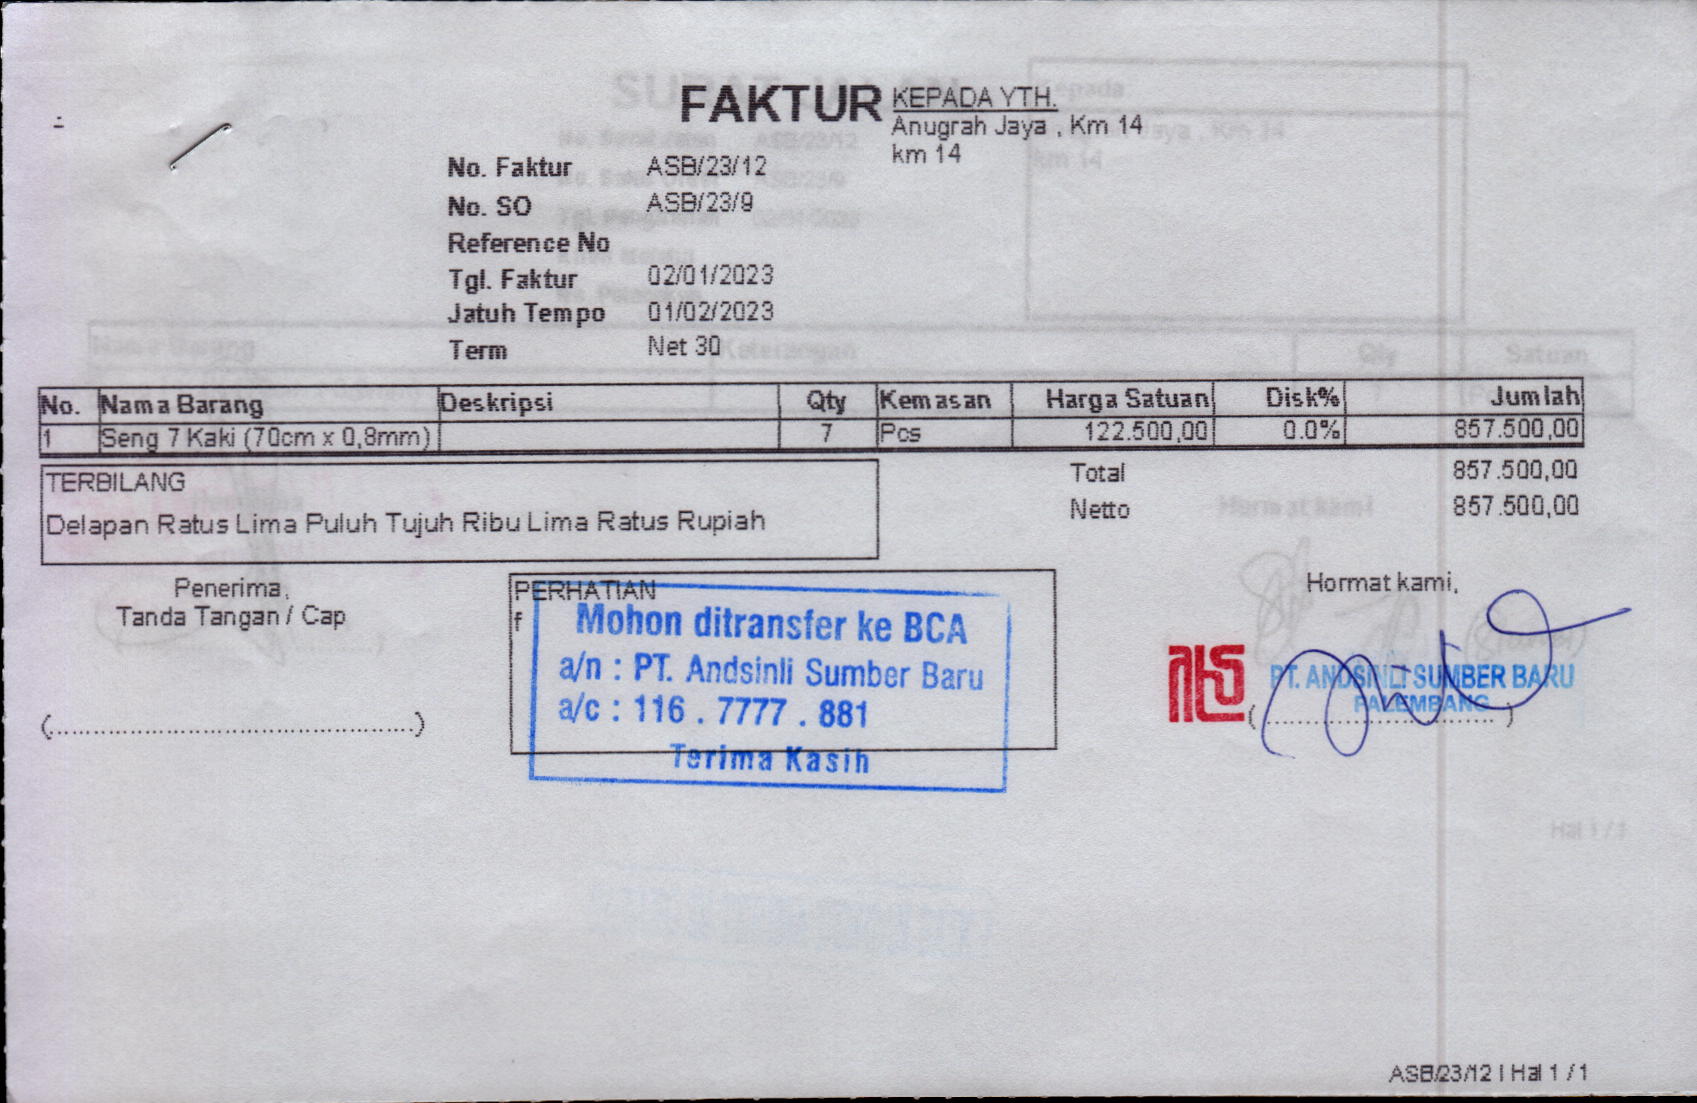 FAKTUR
KEPADA YTH.
Anugrah Jaya , Km 14
km 14
No. Faktur ASB/23/12
No. SO ASB/23/9
Reference No
Tgl. Faktur 02/01/2023
Jatuh Tempo 01/02/2023
Term Net 30
No. Nama Barang Deskripsi Qty Kemasan Harga Satuan Disk% Jumlah
1 Seng 7 Kaki (70cm x 0,8mm) 7 Pcs 122.500,00 0.0% 857.500,00
TERBILANG
Delapan Ratus Lima Puluh Tujuh Ribu Lima Ratus Rupiah
Total 857.500,00
Netto 857.500,00
Penerima,
Tanda Tangan / Cap
(..............................................)
PERHATIAN
f
Mohon ditransfer ke BCA
a/n : PT. Andsinli Sumber Baru
a/c : 116 . 7777 . 881
Terima Kasih
Hormat kami,
PT. ANDSINLI SUMBER BARU
PALEMBANG
(..............................)
ASB/23/12 | Hal 1 / 1